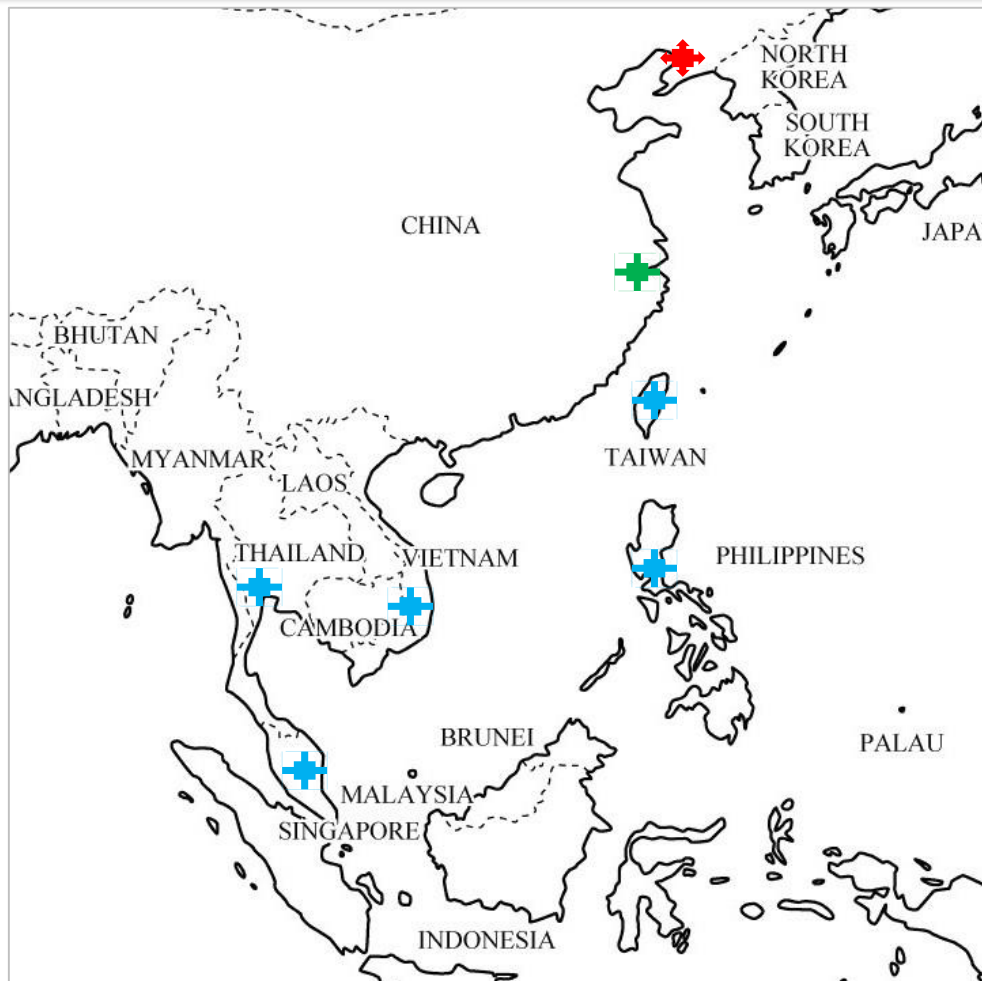 NORTH
KOREA
SOUTH
KOREA
CHINA
JAPA
BHUTAN
ANGLADESH
MYANMAR
TAIWAN
LAOS
THAILAND
VIETNAM
PHILIPPINES
CAMBODIA
BRUNEI
PALAU
MALAYSIA
SINGAPORE
INDONESIA